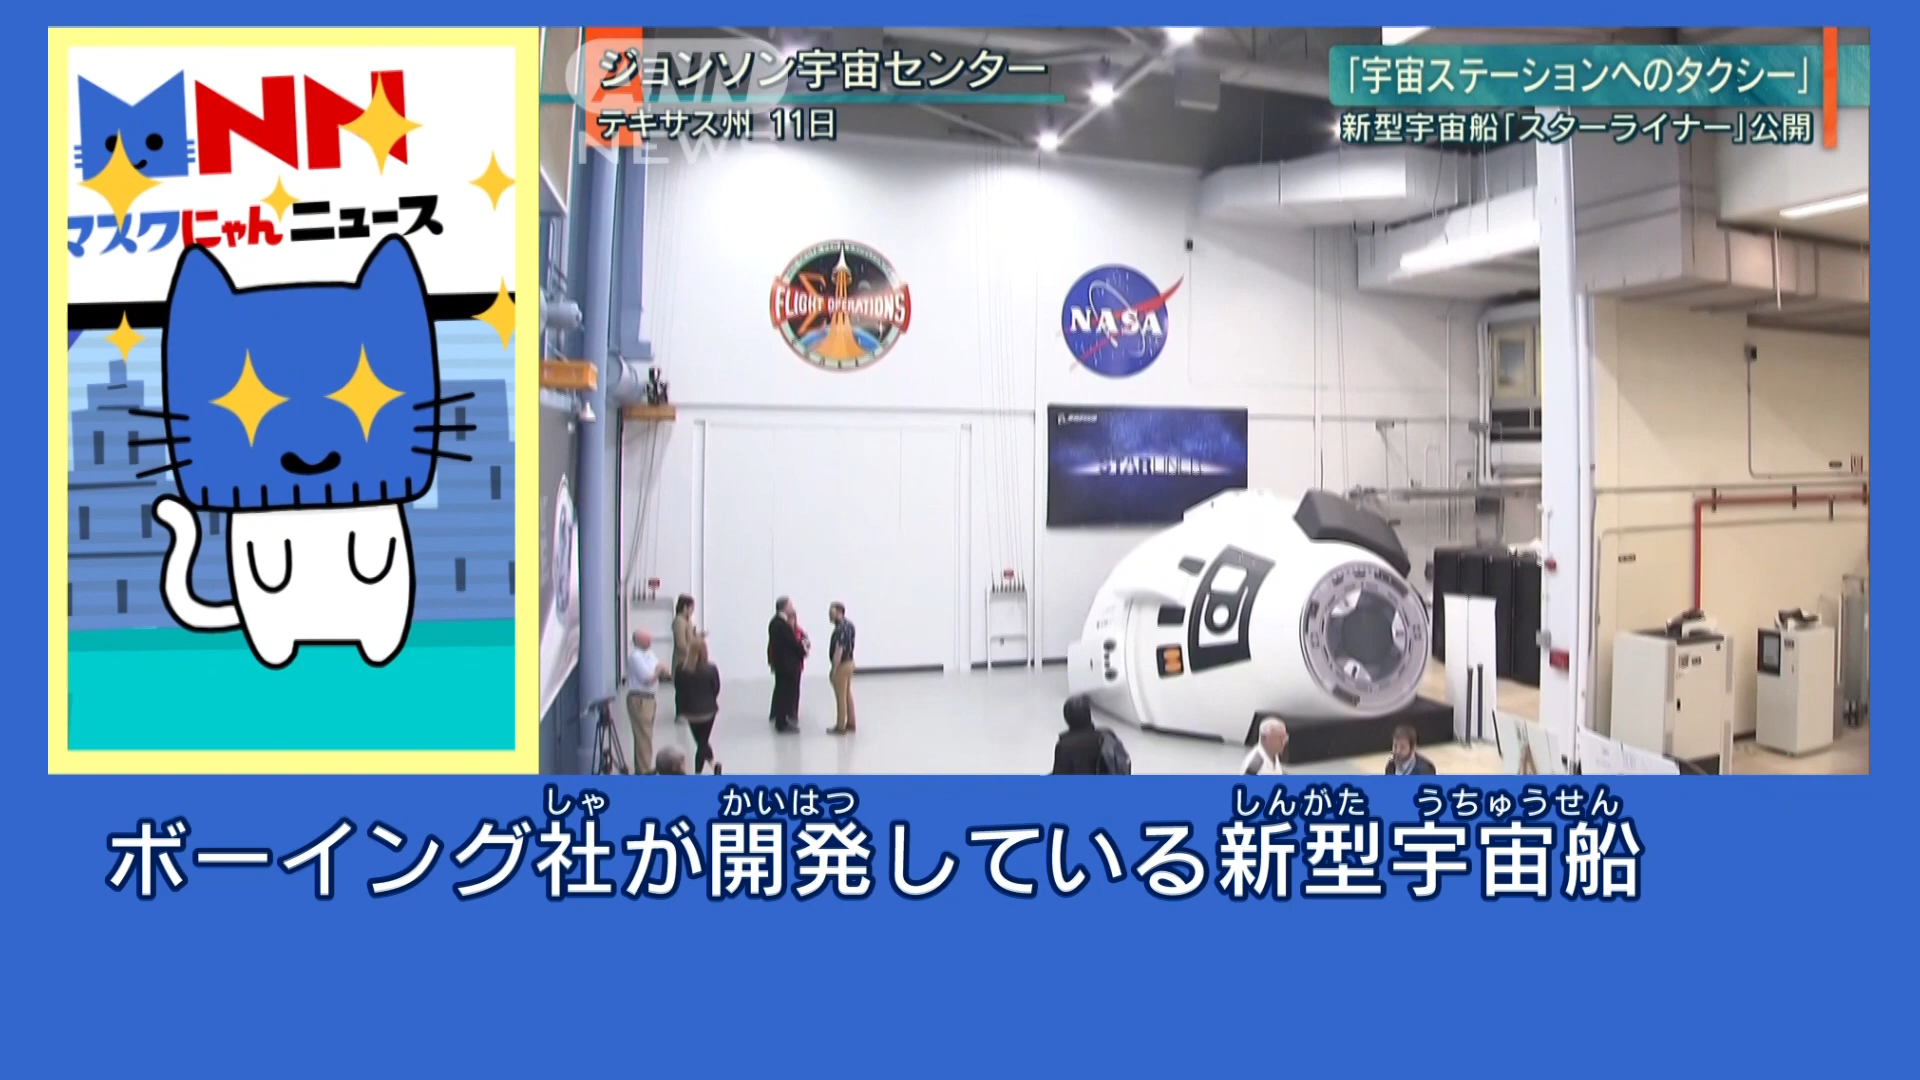 MNN
マスクにゃんニュース
ANN
NEWS
ジョンソン宇宙センター
テキサス州 11日
「宇宙ステーションへのタクシー」
新型宇宙船「スターライナー」公開
FLIGHT OPERATIONS
NASA
BOEING
STARLINER
しゃ かいはつ しんがた うちゅうせん
ボーイング社が開発している新型宇宙船